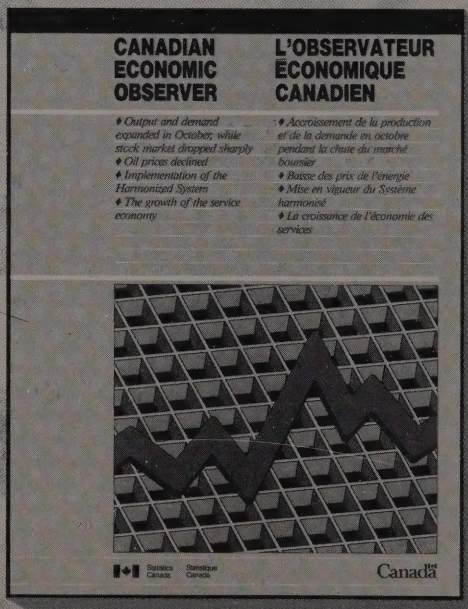 CANADIAN
ECONOMIC
OBSERVER
♦ Output and demand
expanded in October, while
stock market dropped sharply
♦ Oil prices declined
♦ Implementation of the
Harmonized System
♦ The growth of the service
economy
L'OBSERVATEUR
ÉCONOMIQUE
CANADIEN
♦ Accroissement de la production
et de la demande en octobre
pendant la chute du marché
boursier
♦ Baisse des prix de l'énergie
♦ Mise en vigueur du Système
harmonisé
♦ La croissance de l'économie des
services
Statistics
Canada
Statistique
Canada
Canada